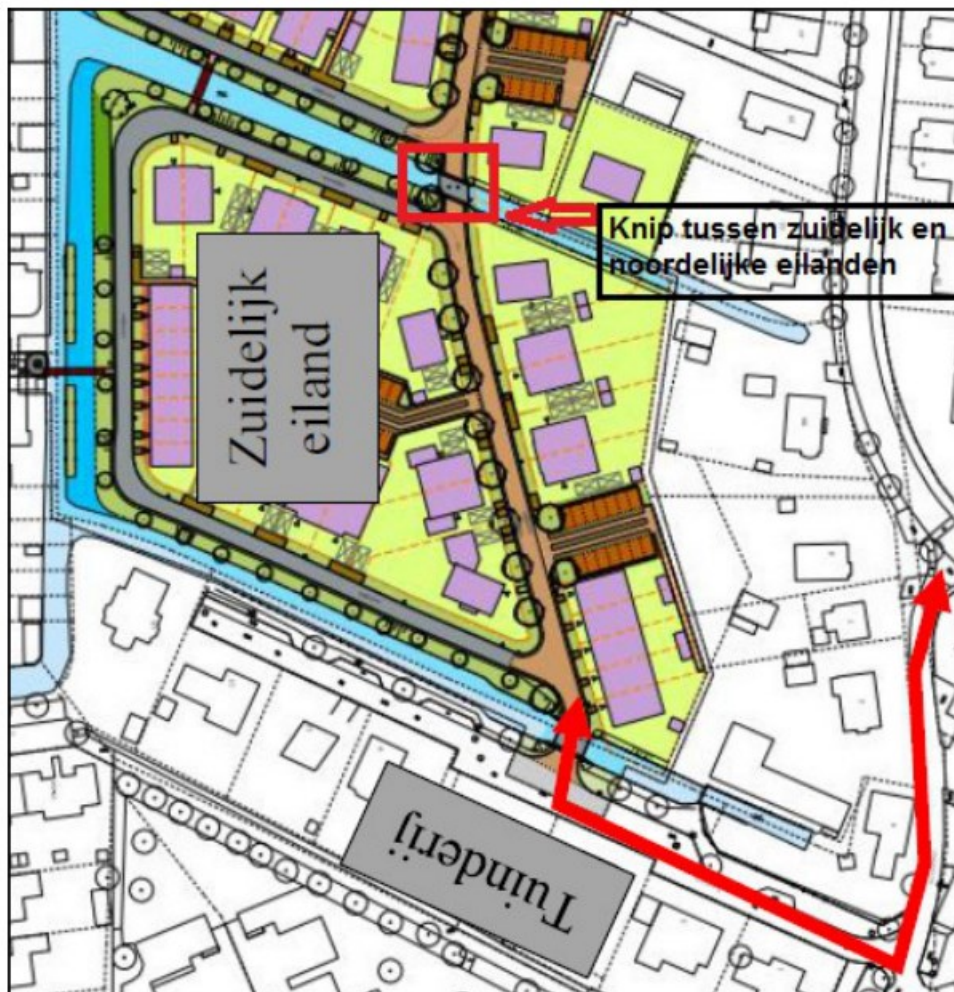 Knip tussen zuidelijk en
noordelijke eilanden
Zuidelijk
eiland
Tuinderij